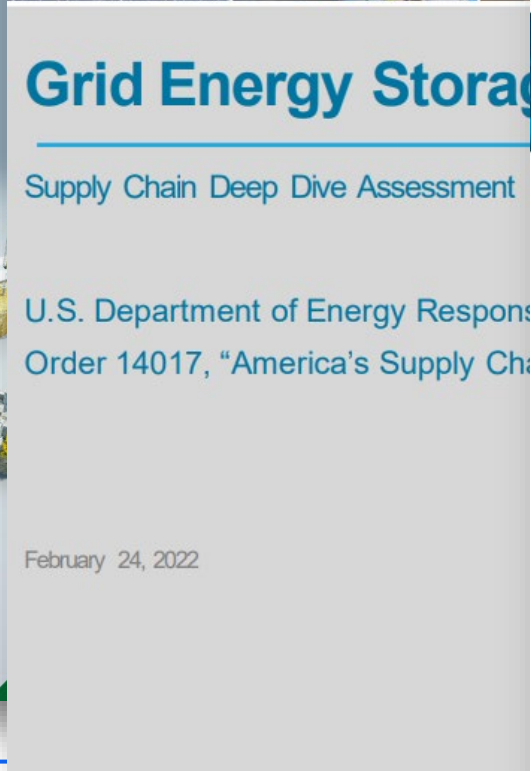 Grid Energy Storag
Supply Chain Deep Dive Assessment
U.S. Department of Energy Respons
Order 14017, “America’s Supply Cha
February 24, 2022